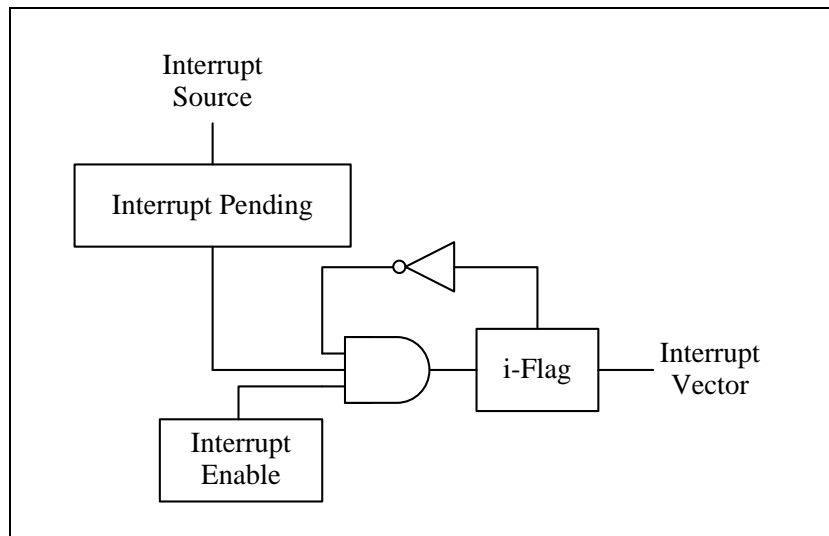 Interrupt
Source
Interrupt Pending
i-Flag
Interrupt
Vector
Interrupt
Enable